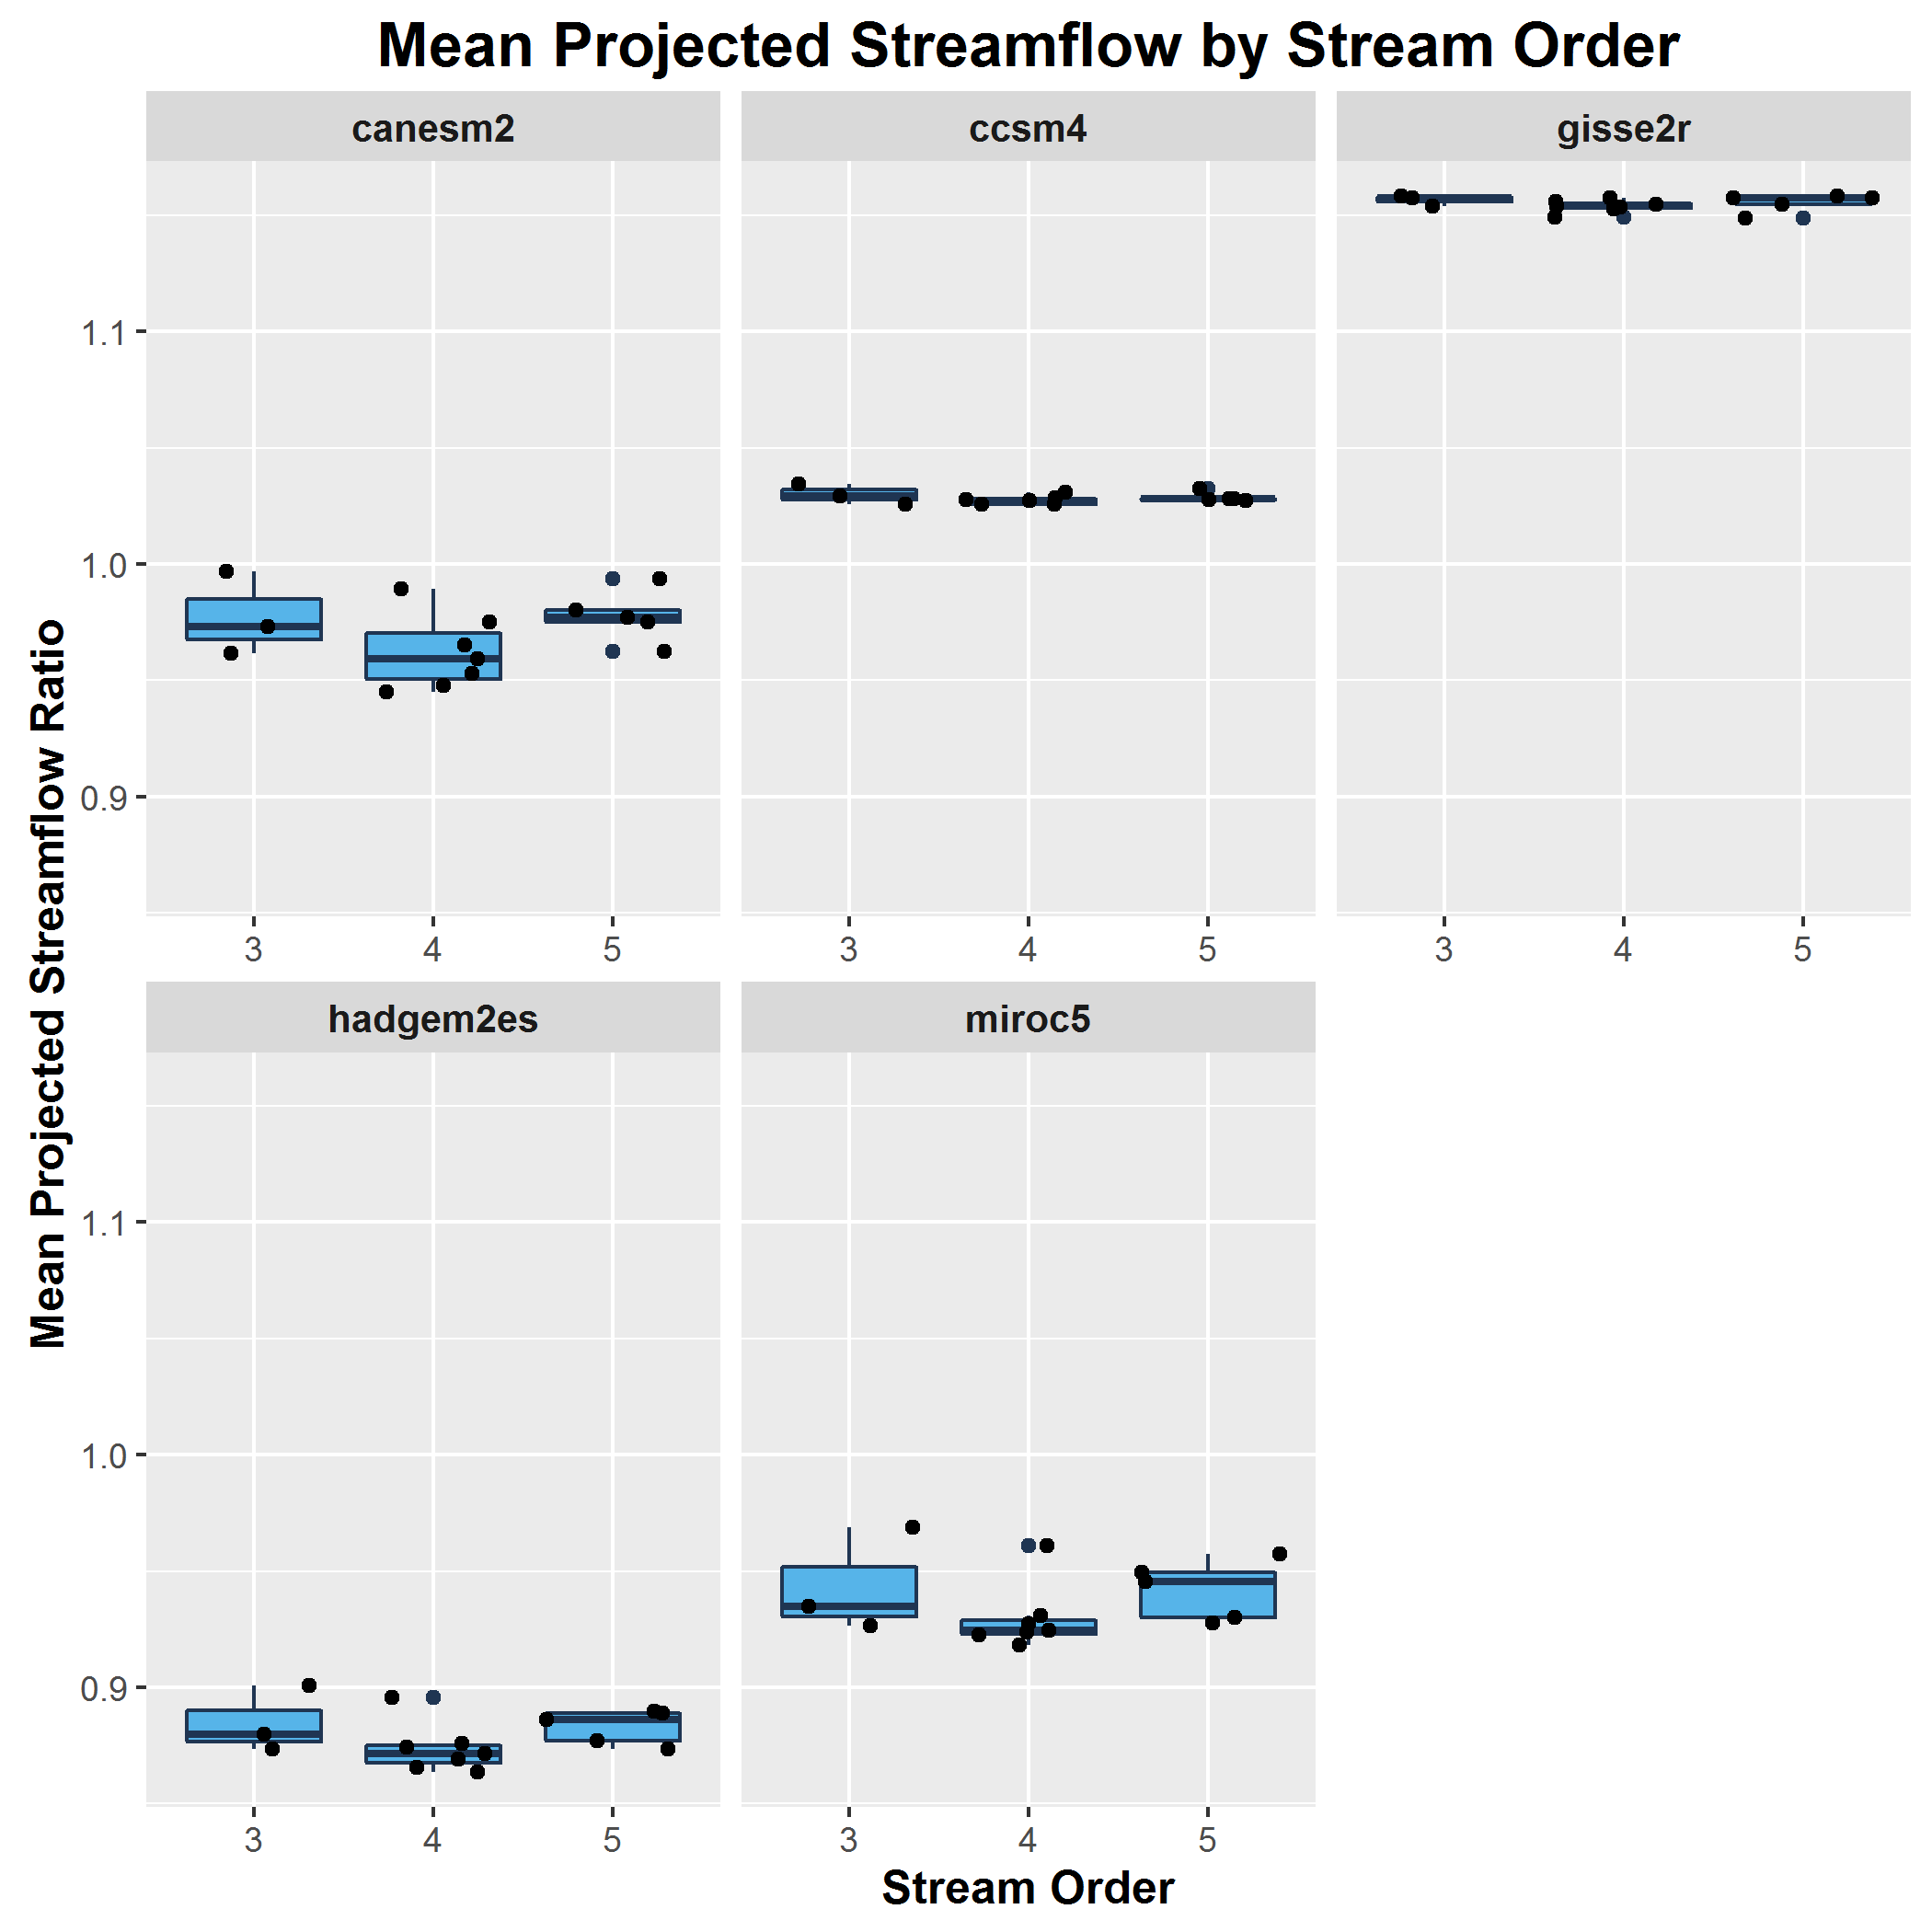 Mean Projected Streamflow by Stream Order
canesm2
ccsm4
gisse2r
Mean Projected Streamflow Ratio
1.1
1.0
0.9
3 4 5
3 4 5
3 4 5
hadgem2es
miroc5
1.1
1.0
0.9
3 4 5
3 4 5
Stream Order